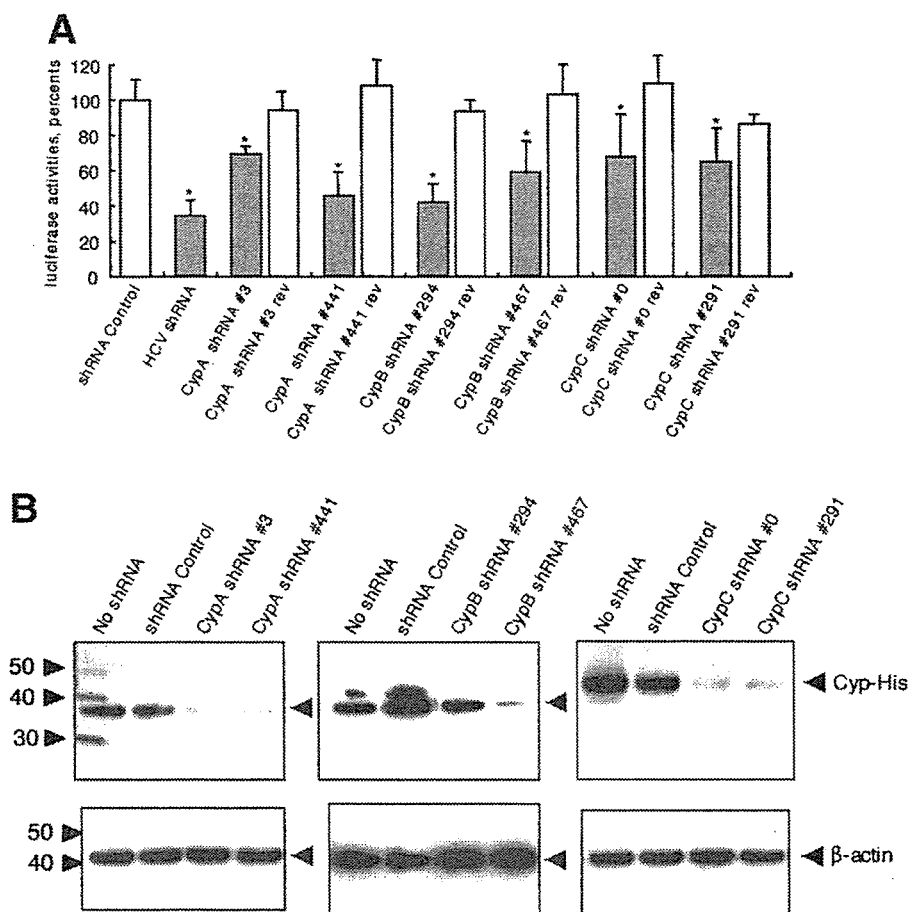 A
luciferase activities, percents
120
100
80
60
40
20
0
*
*
*
*
*
*
*
shRNA Control
HCV shRNA
CypA shRNA #3
CypA shRNA #3 rev
CypA shRNA #441
CypA shRNA #441 rev
CypB shRNA #294
CypB shRNA #294 rev
CypB shRNA #467
CypB shRNA #467 rev
CypC shRNA #0
CypC shRNA #0 rev
CypC shRNA #291
CypC shRNA #291 rev
B
No shRNA
shRNA Control
CypA shRNA #3
CypA shRNA #441
No shRNA
shRNA Control
CypB shRNA #294
CypB shRNA #467
No shRNA
shRNA Control
CypC shRNA #0
CypC shRNA #291
50
40
30
Cyp-His
50
40
β-actin